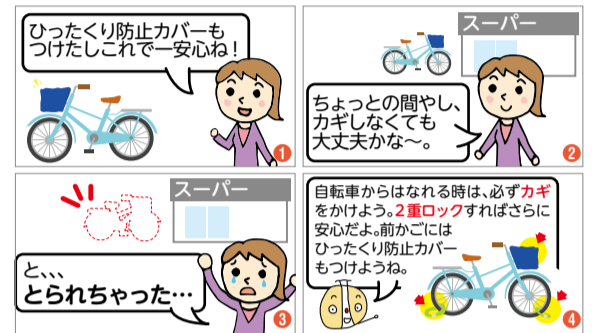 ひったくり防止カバーも
つけたしこれで一安心ね!
1
スーパー
ちょっとの間やし、
カギしなくても
大丈夫かな〜。
2
スーパー
と、、、
とられちゃった…
3
自転車からはなれる時は、必ずカギ
をかけよう。2重ロックすればさらに
安心だよ。前かごには
ひったくり防止カバー
もつけようね。
4